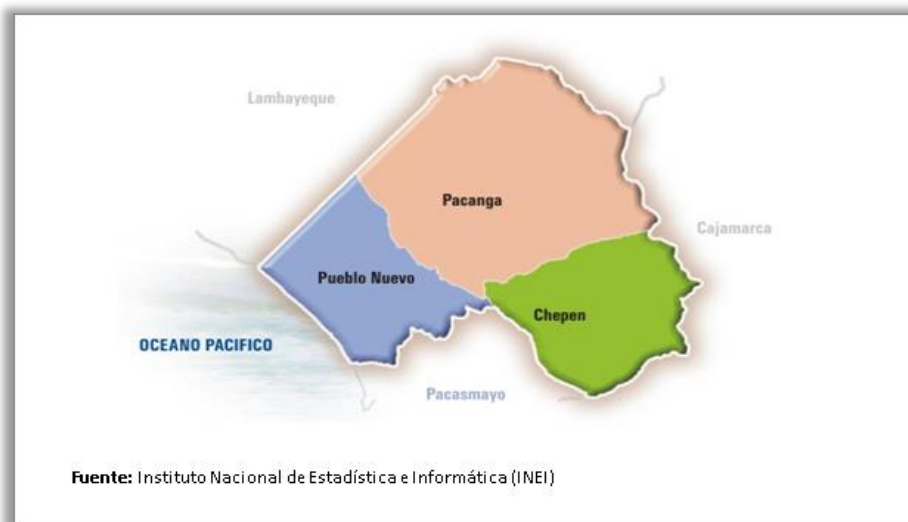 Lambayeque
Pacanga
Cajamarca
Pueblo Nuevo
Chepen
OCEANO PACIFICO
Pacasmayo
Fuente: Instituto Nacional de Estadística e Informática (INEI)